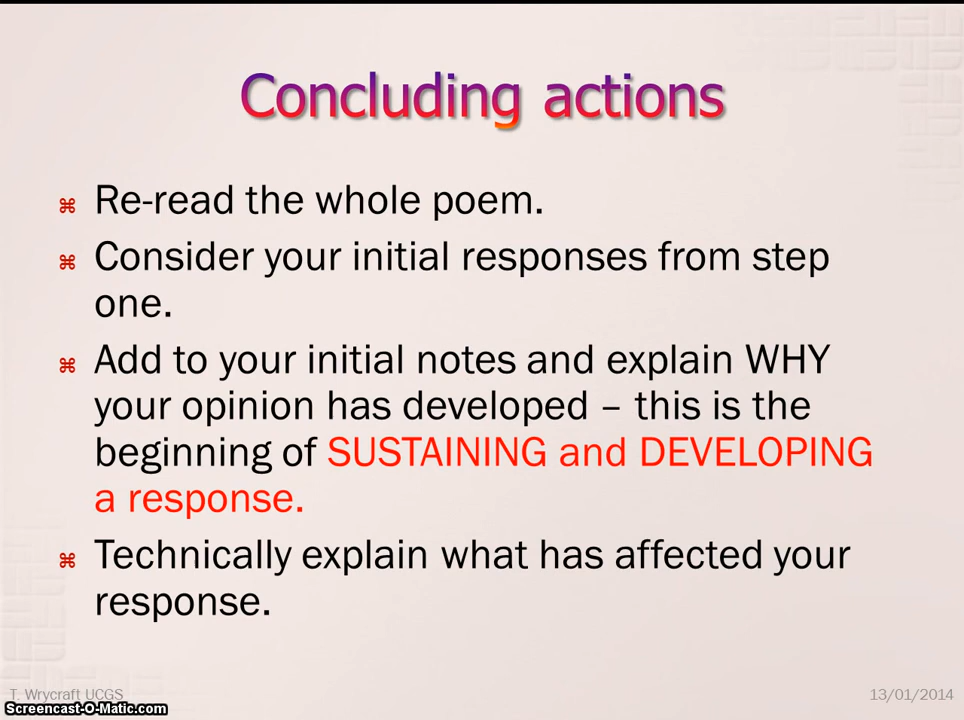 Concluding actions
⌘ Re-read the whole poem.
⌘ Consider your initial responses from step
one.
⌘ Add to your initial notes and explain WHY
your opinion has developed – this is the
beginning of SUSTAINING and DEVELOPING
a response.
⌘ Technically explain what has affected your
response.
T. Wrycraft UCGS
13/01/2014
Screencast-O-Matic.com